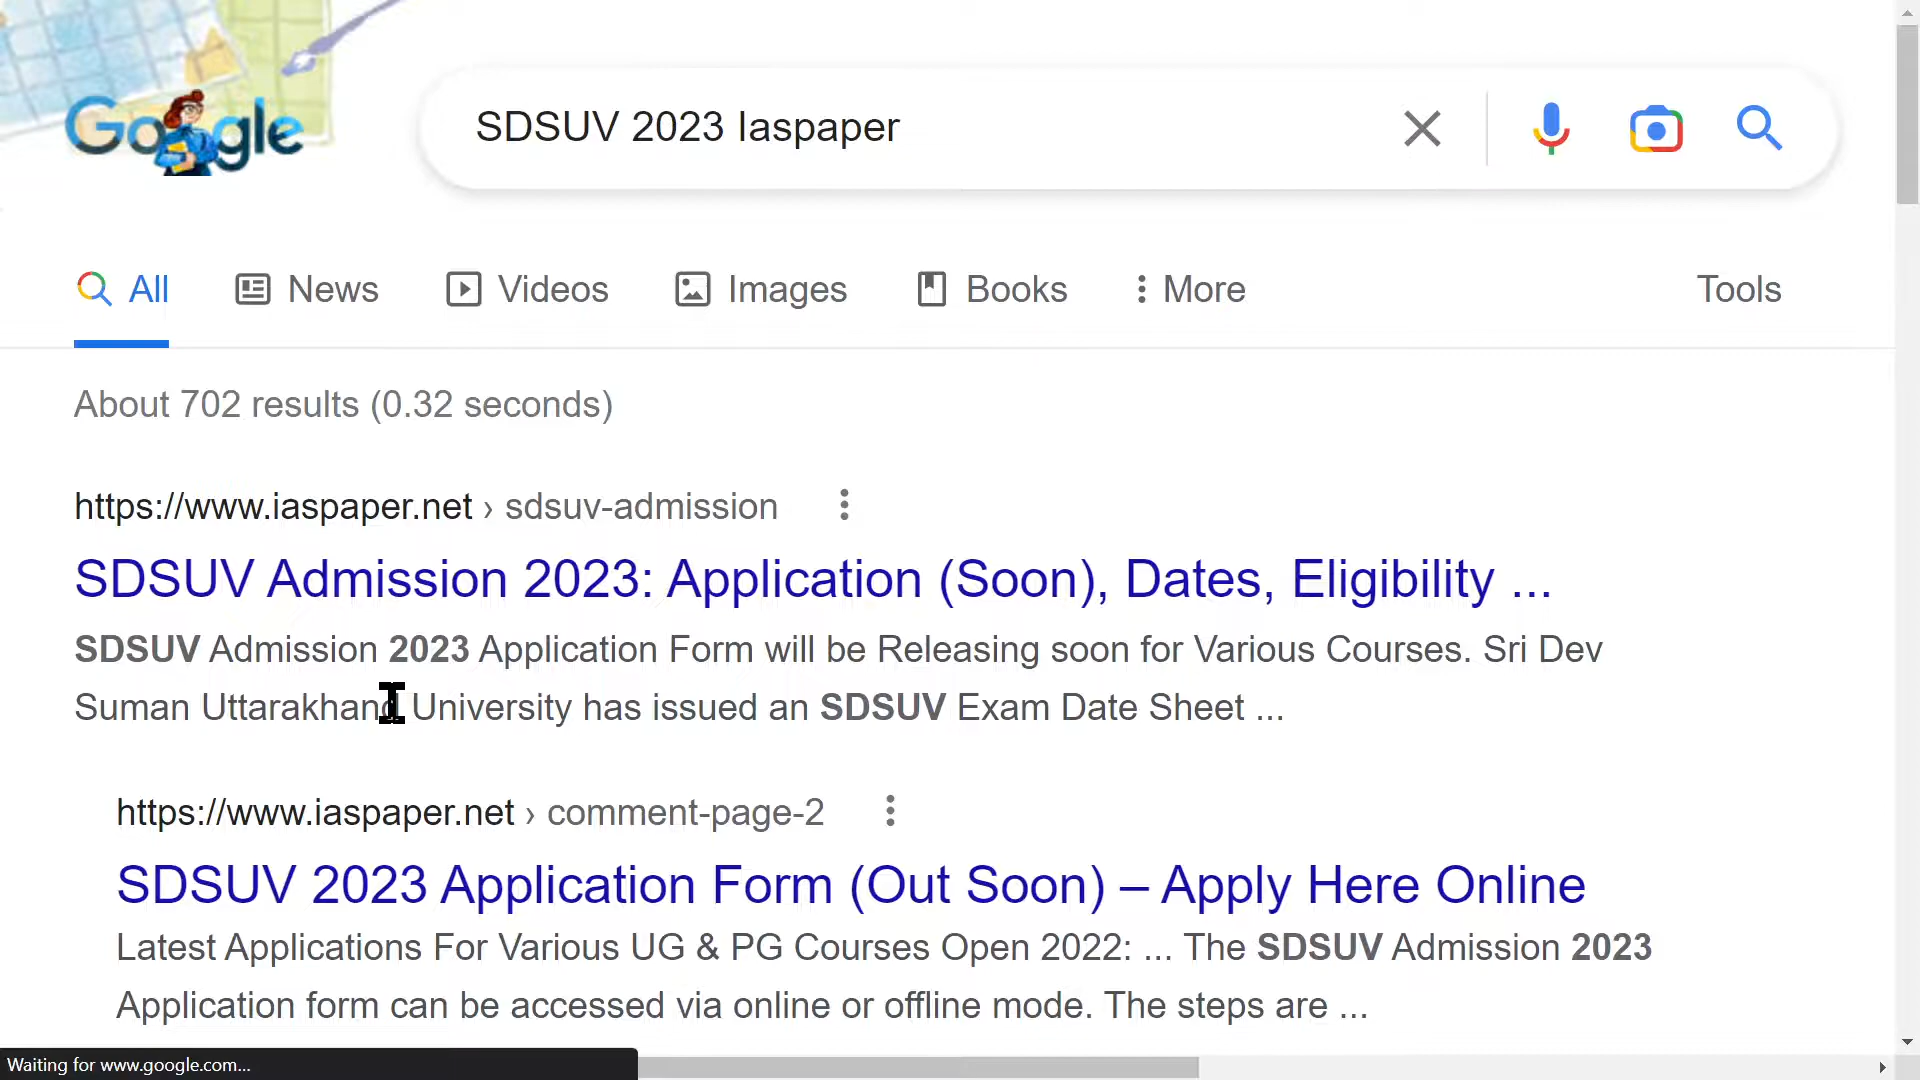 Google
SDSUV 2023 Iaspaper
All News Videos Images Books More Tools
About 702 results (0.32 seconds)
https://www.iaspaper.net › sdsuv-admission
SDSUV Admission 2023: Application (Soon), Dates, Eligibility ...
SDSUV Admission 2023 Application Form will be Releasing soon for Various Courses. Sri Dev
Suman Uttarakhand University has issued an SDSUV Exam Date Sheet ...
https://www.iaspaper.net › comment-page-2
SDSUV 2023 Application Form (Out Soon) – Apply Here Online
Latest Applications For Various UG & PG Courses Open 2022: ... The SDSUV Admission 2023
Application form can be accessed via online or offline mode. The steps are ...
Waiting for www.google.com...